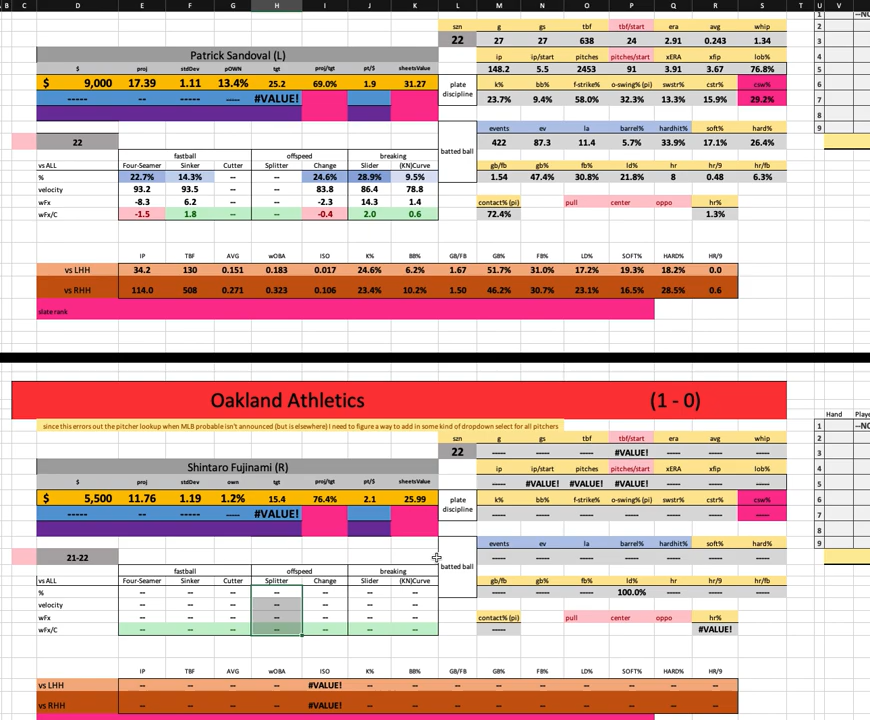 B C D E F G H I J K L M N O P Q R S T U V
1 --NO
szn g gs tbf tbf/start era avg whip 2
22 27 27 638 24 2.91 0.243 1.34 3
Patrick Sandoval (L) ip ip/start pitches pitches/start xERA xfip lob% 4
$ proj stdDev pOWN tgt proj/tgt pt/$ sheetsValue 148.2 5.5 2453 91 3.91 3.67 76.8% 5
$ 9,000 17.39 1.11 13.4% 25.2 69.0% 1.9 31.27 plate discipline k% bb% f-strike% o-swing% (pi) swstr% cstr% csw% 6
----- -- ----- #VALUE! 23.7% 9.4% 58.0% 32.3% 13.3% 15.9% 29.2% 7
8
events ev la barrel% hardhit% soft% hard% 9
22 422 87.3 11.4 5.7% 33.9% 17.1% 26.4%
fastball offspeed breaking batted ball
vs ALL Four-Seamer Sinker Cutter Splitter Change Slider (KN)Curve gb/fb gb% fb% ld% hr hr/9 hr/fb
% 22.7% 14.3% -- -- 24.6% 28.9% 9.5% 1.54 47.4% 30.8% 21.8% 8 0.48 6.3%
velocity 93.2 93.5 -- -- 83.8 86.4 78.8
wFx -8.3 6.2 -- -- -2.3 14.3 1.4 contact% (pi) pull center oppo hr%
wFx/C -1.5 1.8 -- -- -0.4 2.0 0.6 72.4% 1.3%
IP TBF AVG wOBA ISO K% BB% GB/FB GB% FB% LD% SOFT% HARD% HR/9
vs LHH 34.2 130 0.151 0.183 0.017 24.6% 6.2% 1.67 51.7% 31.0% 17.2% 19.3% 18.2% 0.0
vs RHH 114.0 508 0.271 0.323 0.106 23.4% 10.2% 1.50 46.2% 30.7% 23.1% 16.5% 28.5% 0.6
slate rank
Oakland Athletics (1 - 0)
Hand Playe
since this errors out the pitcher lookup when MLB probable isn't announced (but is elsewhere) I need to figure a way to add in some kind of dropdown select for all pitchers 1 --NO
szn g gs tbf tbf/start era avg whip 2
22 ----- ----- ----- #VALUE! ----- ----- ----- 3
Shintaro Fujinami (R) ip ip/start pitches pitches/start xERA xfip lob% 4
$ proj stdDev own tgt proj/tgt pt/$ sheetsValue ----- #VALUE! #VALUE! #VALUE! ----- ----- ----- 5
$ 5,500 11.76 1.19 1.2% 15.4 76.4% 2.1 25.99 plate discipline k% bb% f-strike% o-swing% (pi) swstr% cstr% csw% 6
----- -- ----- #VALUE! ----- ----- ----- ----- ----- ----- ----- 7
8
events ev la barrel% hardhit% soft% hard% 9
21-22 ----- ----- ----- ----- ----- ----- -----
fastball offspeed breaking batted ball
vs ALL Four-Seamer Sinker Cutter Splitter Change Slider (KN)Curve gb/fb gb% fb% ld% hr hr/9 hr/fb
% -- -- -- -- -- -- -- ----- ----- ----- 100.0% ----- ----- -----
velocity -- -- -- -- -- -- --
wFx -- -- -- -- -- -- -- contact% (pi) pull center oppo hr%
wFx/C -- -- -- -- -- -- -- ----- #VALUE!
IP TBF AVG wOBA ISO K% BB% GB/FB GB% FB% LD% SOFT% HARD% HR/9
vs LHH -- -- -- -- #VALUE! -- -- -- -- -- -- -- -- --
vs RHH -- -- -- -- #VALUE! -- -- -- -- -- -- -- -- --